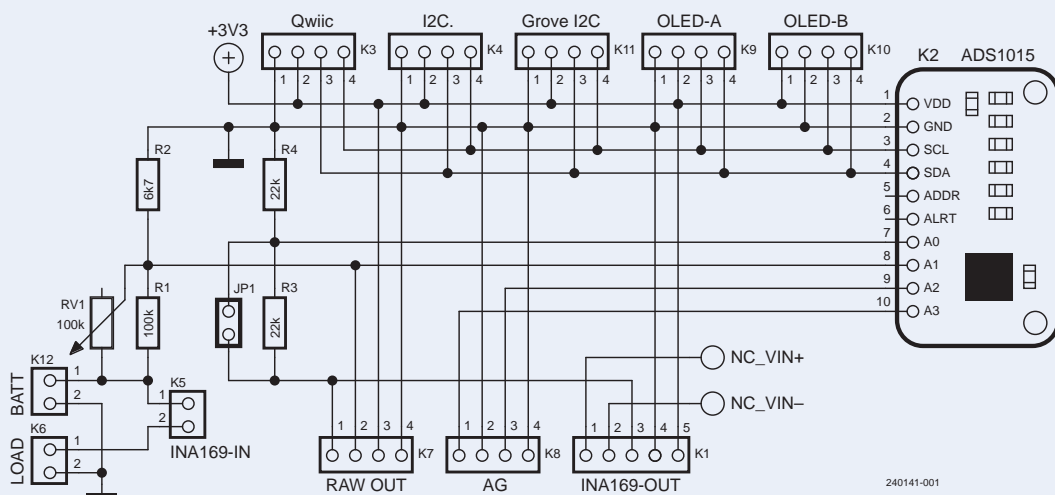 Qwiic I2C. Grove I2C OLED-A OLED-B
+3V3 K3 K4 K11 K9 K10 K2 ADS1015
1 2 3 4 1 2 3 4 1 2 3 4 1 2 3 4 1 2 3 4
1 VDD
2 GND
R2 R4 3 SCL
6k7 22k 4 SDA
5 ADDR
6 ALRT
7 A0
8 A1
RV1 R1 JP1 R3 9 A2
100k 100k 22k 10 A3
K12 NC_VIN+
BATT 1 K5
2 1 NC_VIN–
K6 2
LOAD 1 INA169-IN 1 2 3 4 1 2 3 4 1 2 3 4 5
2 K7 K8 K1
RAW OUT AG INA169-OUT 240141-001